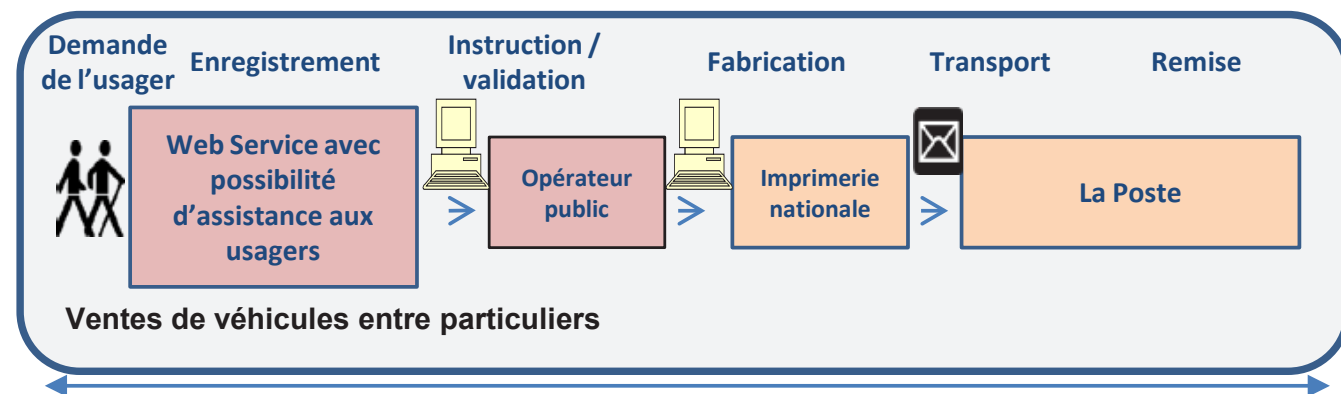 Demande
de l'usager
Enregistrement
Instruction /
validation
Fabrication
Transport
Remise
Web Service avec
possibilité
d'assistance aux
usagers
Opérateur
public
Imprimerie
nationale
La Poste
Ventes de véhicules entre particuliers